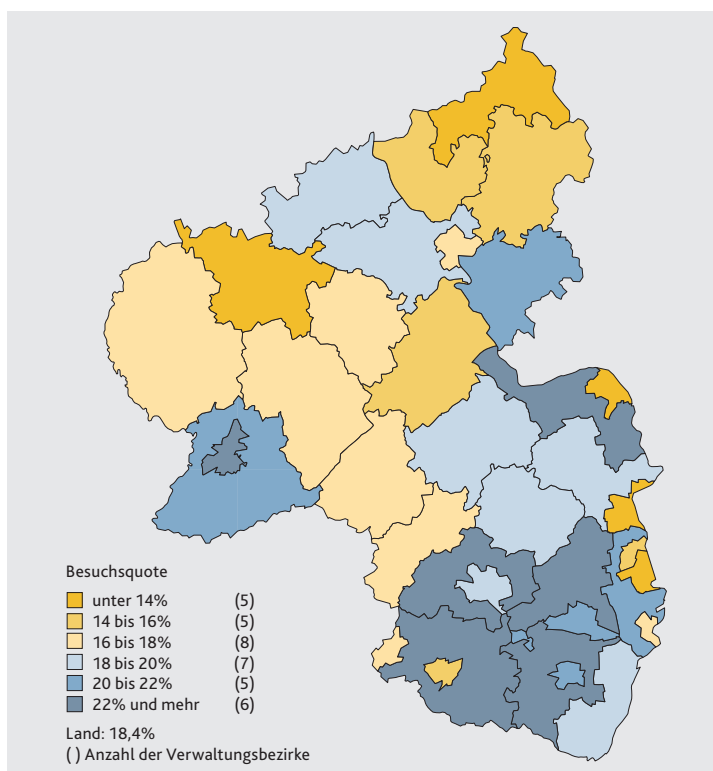 Besuchsquote
unter 14% (5)
14 bis 16% (5)
16 bis 18% (8)
18 bis 20% (7)
20 bis 22% (5)
22% und mehr (6)
Land: 18,4%
( ) Anzahl der Verwaltungsbezirke